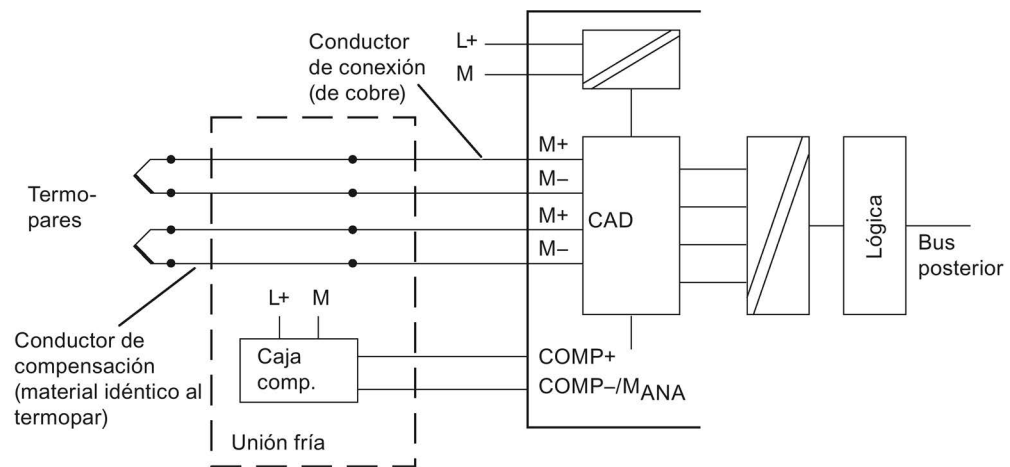 Conductor
de conexión
(de cobre)
L+
M
Termo-
pares
M+
M–
M+
M–
CAD
Lógica
Bus
posterior
L+ M
Conductor de
compensación
(material idéntico al
termopar)
Caja
comp.
COMP+
COMP–/MANA
Unión fría